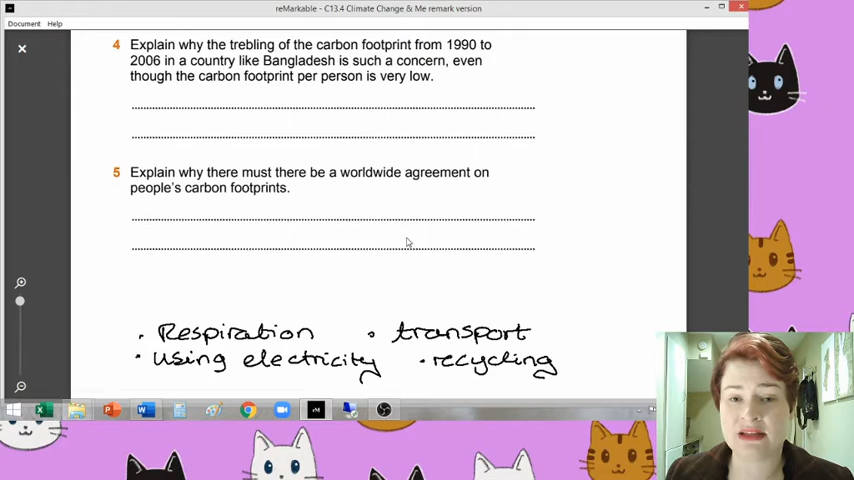 reMarkable - C13.4 Climate Change & Me remark version
Document Help
4 Explain why the trebling of the carbon footprint from 1990 to
2006 in a country like Bangladesh is such a concern, even
though the carbon footprint per person is very low.
5 Explain why there must there be a worldwide agreement on
people's carbon footprints.
• Respiration • transport
• using electricity • recycling